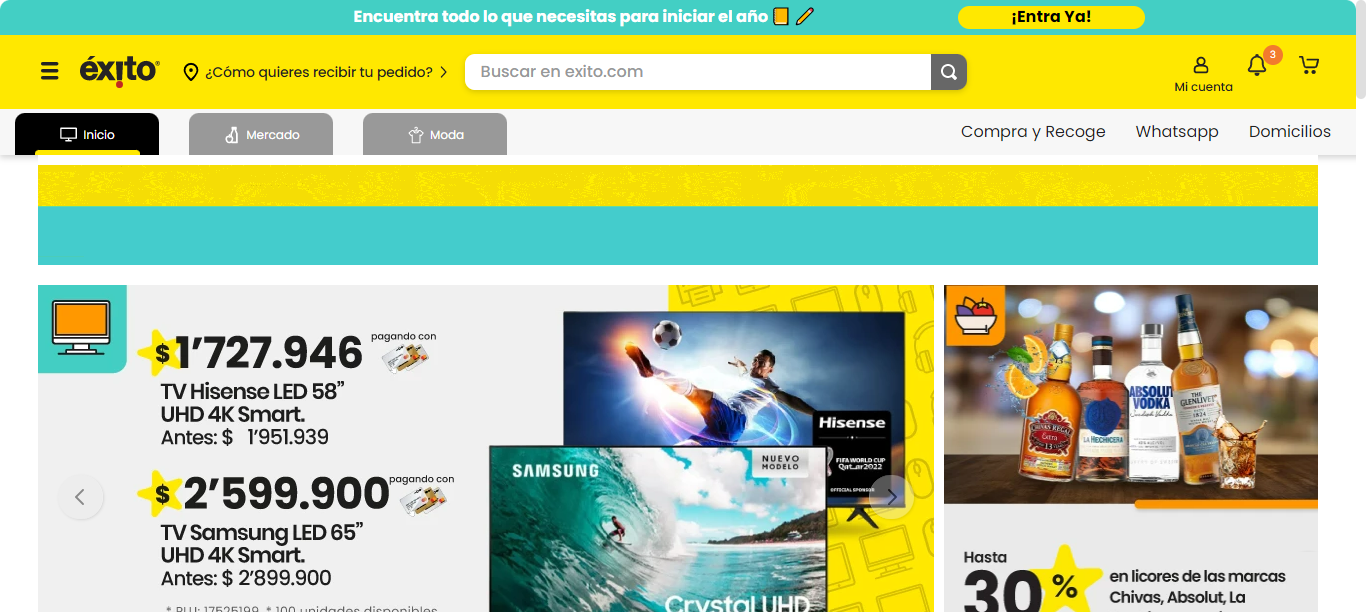 Encuentra todo lo que necesitas para iniciar el año
¡Entra Ya!
éxito
¿Cómo quieres recibir tu pedido?
Buscar en exito.com
Mi cuenta
3
Inicio
Mercado
Moda
Compra y Recoge
Whatsapp
Domicilios
$1’727.946
pagando con
TV Hisense LED 58”
UHD 4K Smart.
Antes: $ 1’951.939
$2’599.900
pagando con
TV Samsung LED 65”
UHD 4K Smart.
Antes: $ 2’899.900
* PLU: 17525199. * 100 unidades disponibles
Hisense
FIFA WORLD CUP
Qatar2022
OFFICIAL SPONSOR
SAMSUNG
NUEVO
MODELO
Crystal UHD
CHIVAS REGAL
Extra
13
LA HECHICERA
ABSOLUT
VODKA
THE
GLENLIVET
1824
Hasta
30%
en licores de las marcas
Chivas, Absolut, La